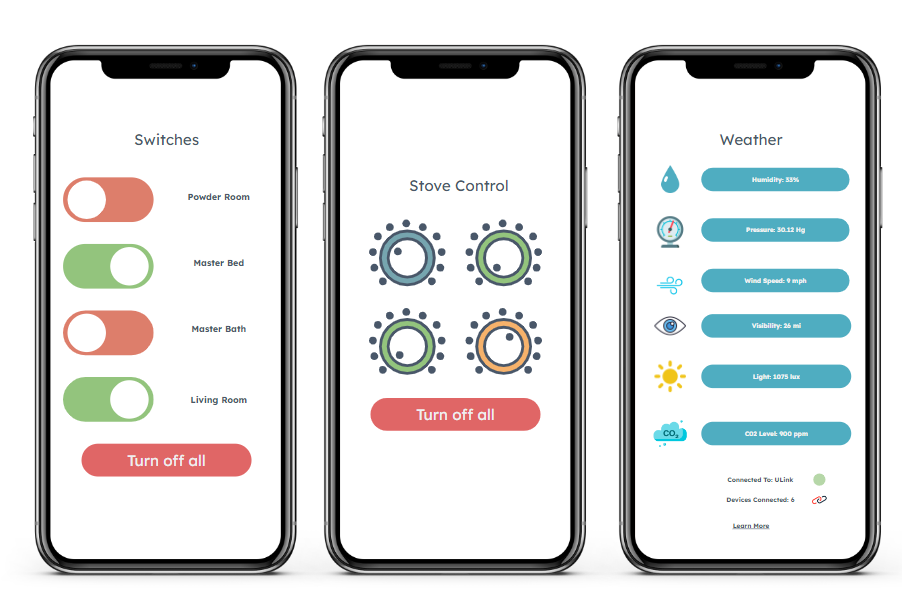 Switches
Powder Room
Master Bed
Master Bath
Living Room
Turn off all
Stove Control
Turn off all
Weather
Humidity: 33%
Pressure: 30.12 Hg
Wind Speed: 9 mph
Visibility: 26 mi
Light: 1075 lux
CO₂
C02 Level: 900 ppm
Connected To: ULink
Devices Connected: 6
Learn More